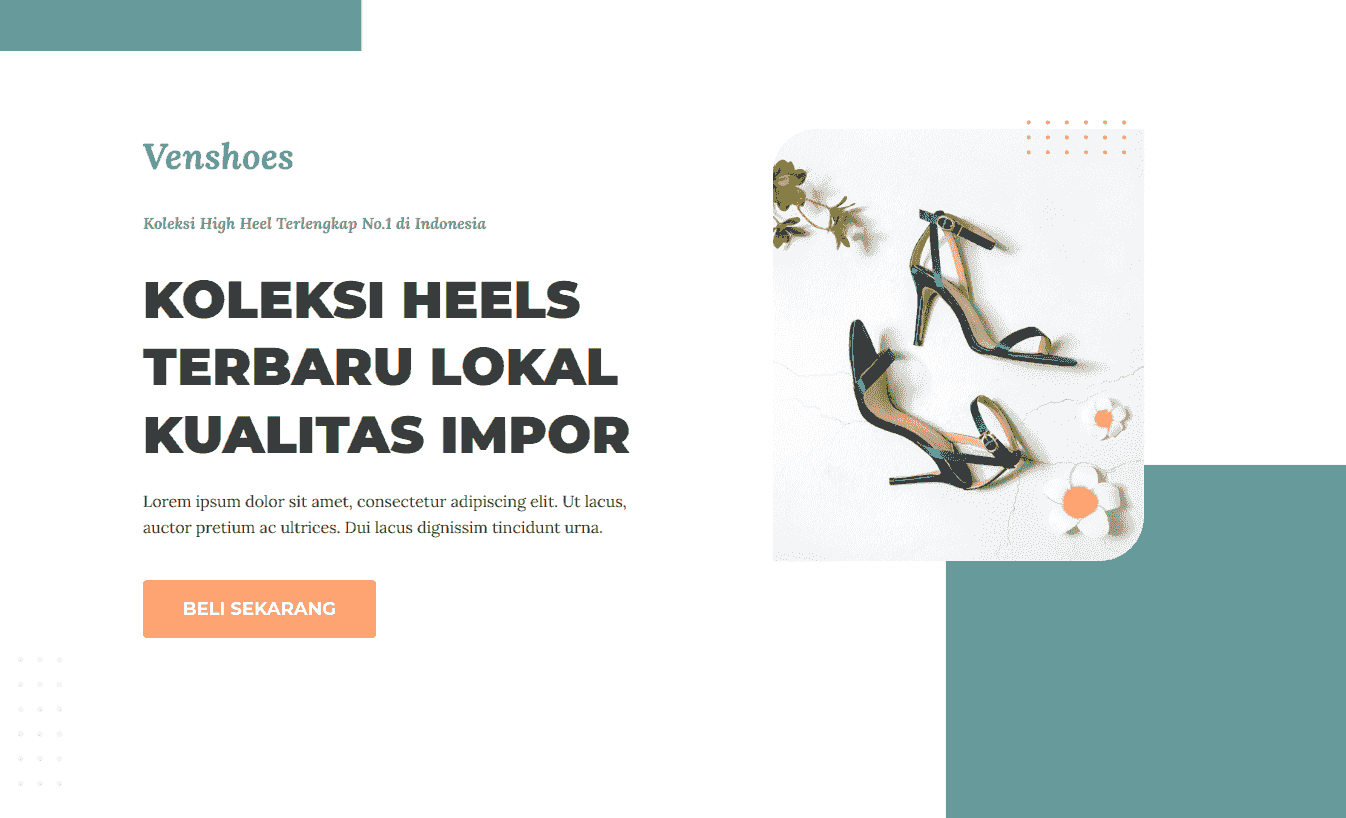 Venshoes
Koleksi High Heel Terlengkap No.1 di Indonesia
KOLEKSI HEELS
TERBARU LOKAL
KUALITAS IMPOR
Lorem ipsum dolor sit amet, consectetur adipiscing elit. Ut lacus,
auctor pretium ac ultrices. Dui lacus dignissim tincidunt urna.
BELI SEKARANG